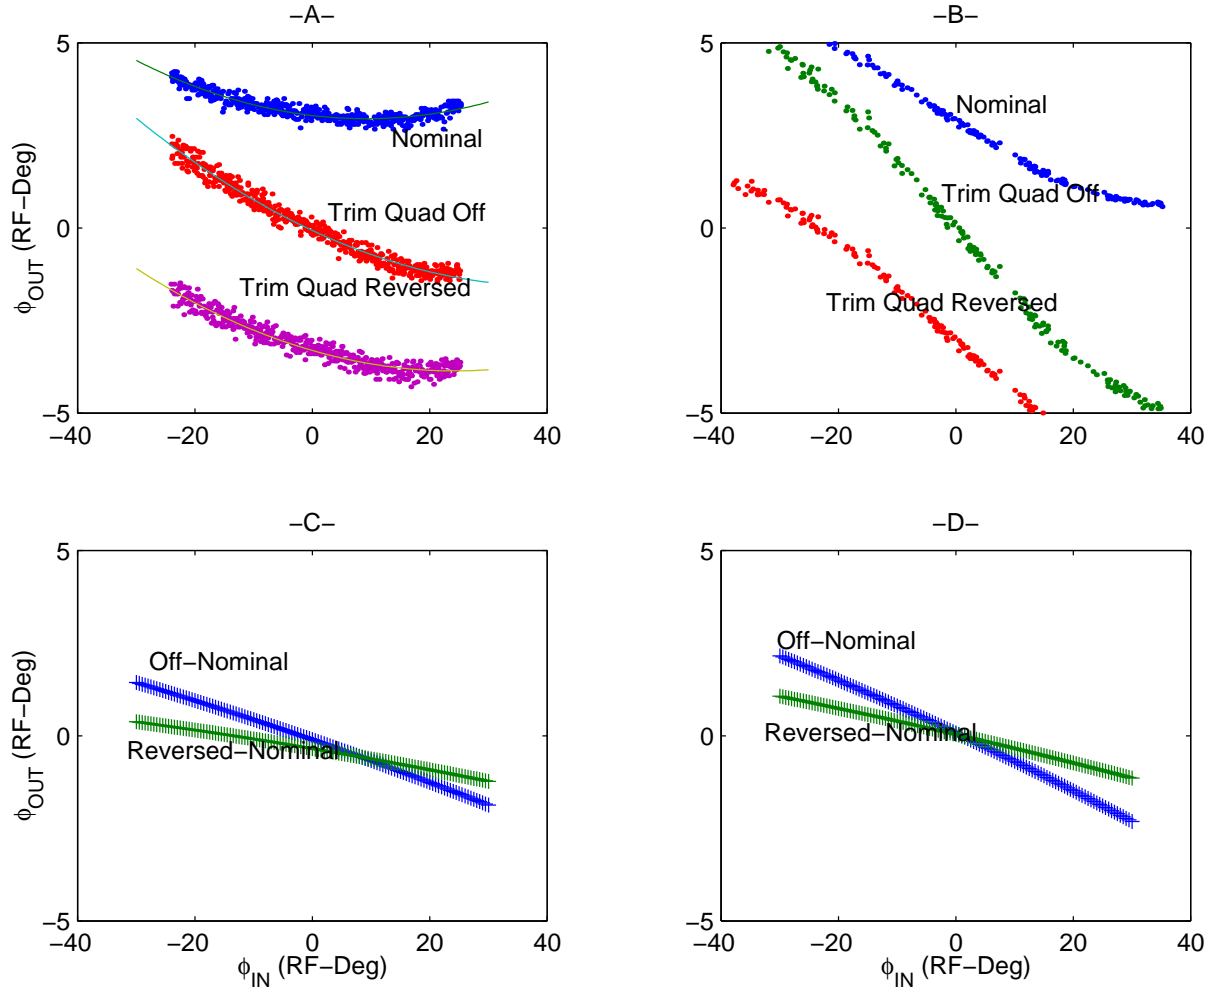 −A−
5
0
−5
ϕOUT (RF−Deg)
Nominal
Trim Quad Off
Trim Quad Reversed
−40 −20 0 20 40
−B−
5
0
−5
Nominal
Trim Quad Off
Trim Quad Reversed
−40 −20 0 20 40
−C−
5
0
−5
ϕOUT (RF−Deg)
Off−Nominal
Reversed−Nominal
−40 −20 0 20 40
ϕIN (RF−Deg)
−D−
5
0
−5
Off−Nominal
Reversed−Nominal
−40 −20 0 20 40
ϕIN (RF−Deg)